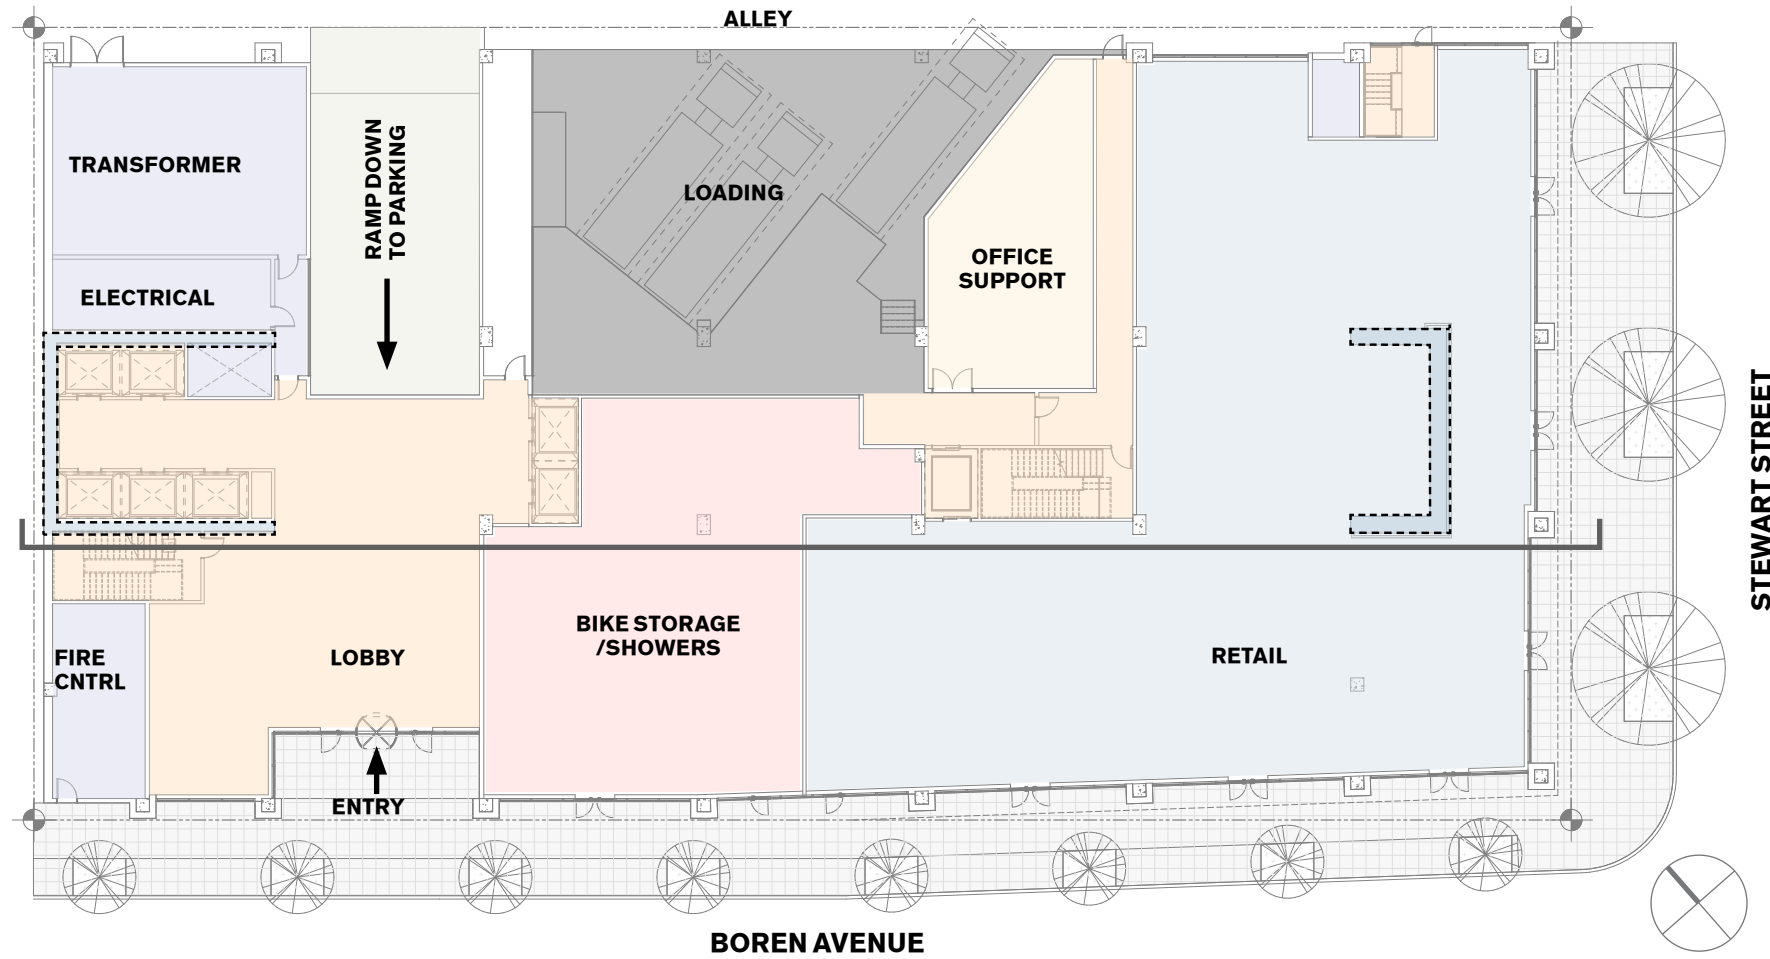 ALLEY
TRANSFORMER
RAMP DOWN
TO PARKING
LOADING
OFFICE
SUPPORT
ELECTRICAL
STEWART STREET
BIKE STORAGE
/SHOWERS
FIRE
CNTRL
LOBBY
RETAIL
ENTRY
BOREN AVENUE